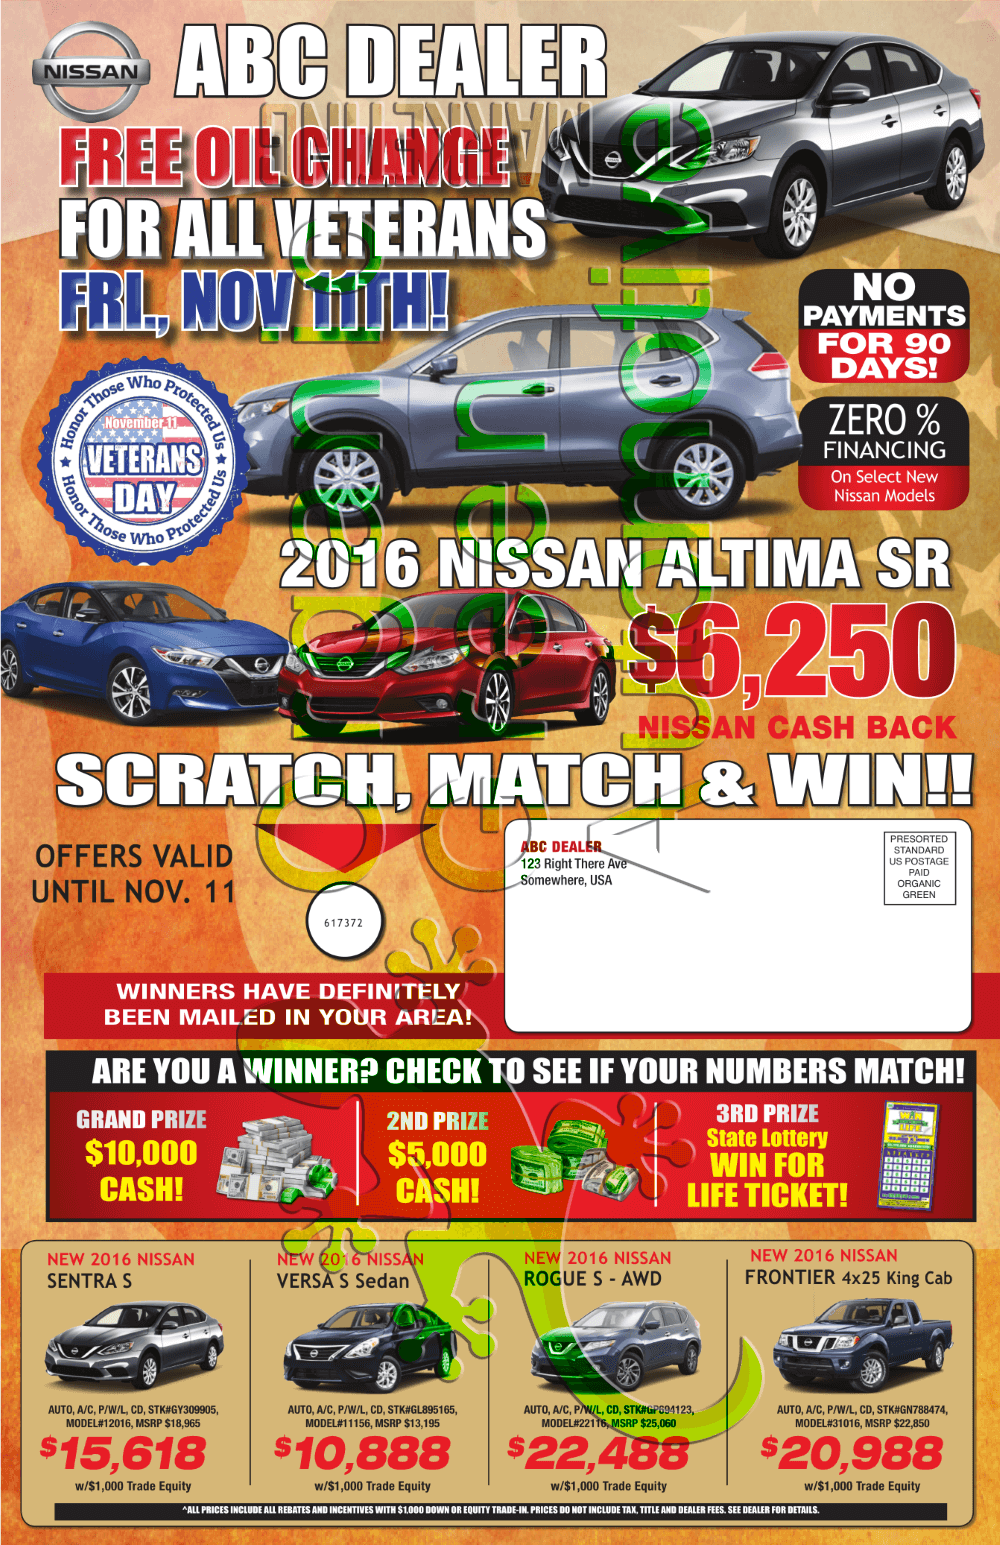 NISSAN
ABC DEALER
FREE OIL CHANGE
FOR ALL VETERANS
FRI., NOV 11TH!
NO
PAYMENTS
FOR 90
DAYS!
ZERO %
FINANCING
On Select New
Nissan Models
Honor Those Who Protected Us
November 11
VETERANS
DAY
Honor Those Who Protected Us
2016 NISSAN ALTIMA SR
$6,250
NISSAN CASH BACK
SCRATCH, MATCH & WIN!!
OFFERS VALID
UNTIL NOV. 11
617372
ABC DEALER
123 Right There Ave
Somewhere, USA
PRESORTED
STANDARD
US POSTAGE
PAID
ORGANIC
GREEN
WINNERS HAVE DEFINITELY
BEEN MAILED IN YOUR AREA!
ARE YOU A WINNER? CHECK TO SEE IF YOUR NUMBERS MATCH!
GRAND PRIZE
$10,000
CASH!
2ND PRIZE
$5,000
CASH!
3RD PRIZE
State Lottery
WIN FOR
LIFE TICKET!
NEW 2016 NISSAN
SENTRA S
AUTO, A/C, P/W/L, CD, STK#GY309905,
MODEL#12016, MSRP $18,965
$15,618
w/$1,000 Trade Equity
NEW 2016 NISSAN
VERSA S Sedan
AUTO, A/C, P/W/L, CD, STK#GL895165,
MODEL#11156, MSRP $13,195
$10,888
w/$1,000 Trade Equity
NEW 2016 NISSAN
ROGUE S - AWD
AUTO, A/C, P/W/L, CD, STK#GP694123,
MODEL#22116, MSRP $25,060
$22,488
w/$1,000 Trade Equity
NEW 2016 NISSAN
FRONTIER 4x25 King Cab
AUTO, A/C, P/W/L, CD, STK#GN788474,
MODEL#31016, MSRP $22,850
$20,988
w/$1,000 Trade Equity
^ALL PRICES INCLUDE ALL REBATES AND INCENTIVES WITH $1,000 DOWN OR EQUITY TRADE-IN. PRICES DO NOT INCLUDE TAX, TITLE AND DEALER FEES. SEE DEALER FOR DETAILS.
Organic
Green
Automotive
MARKETING